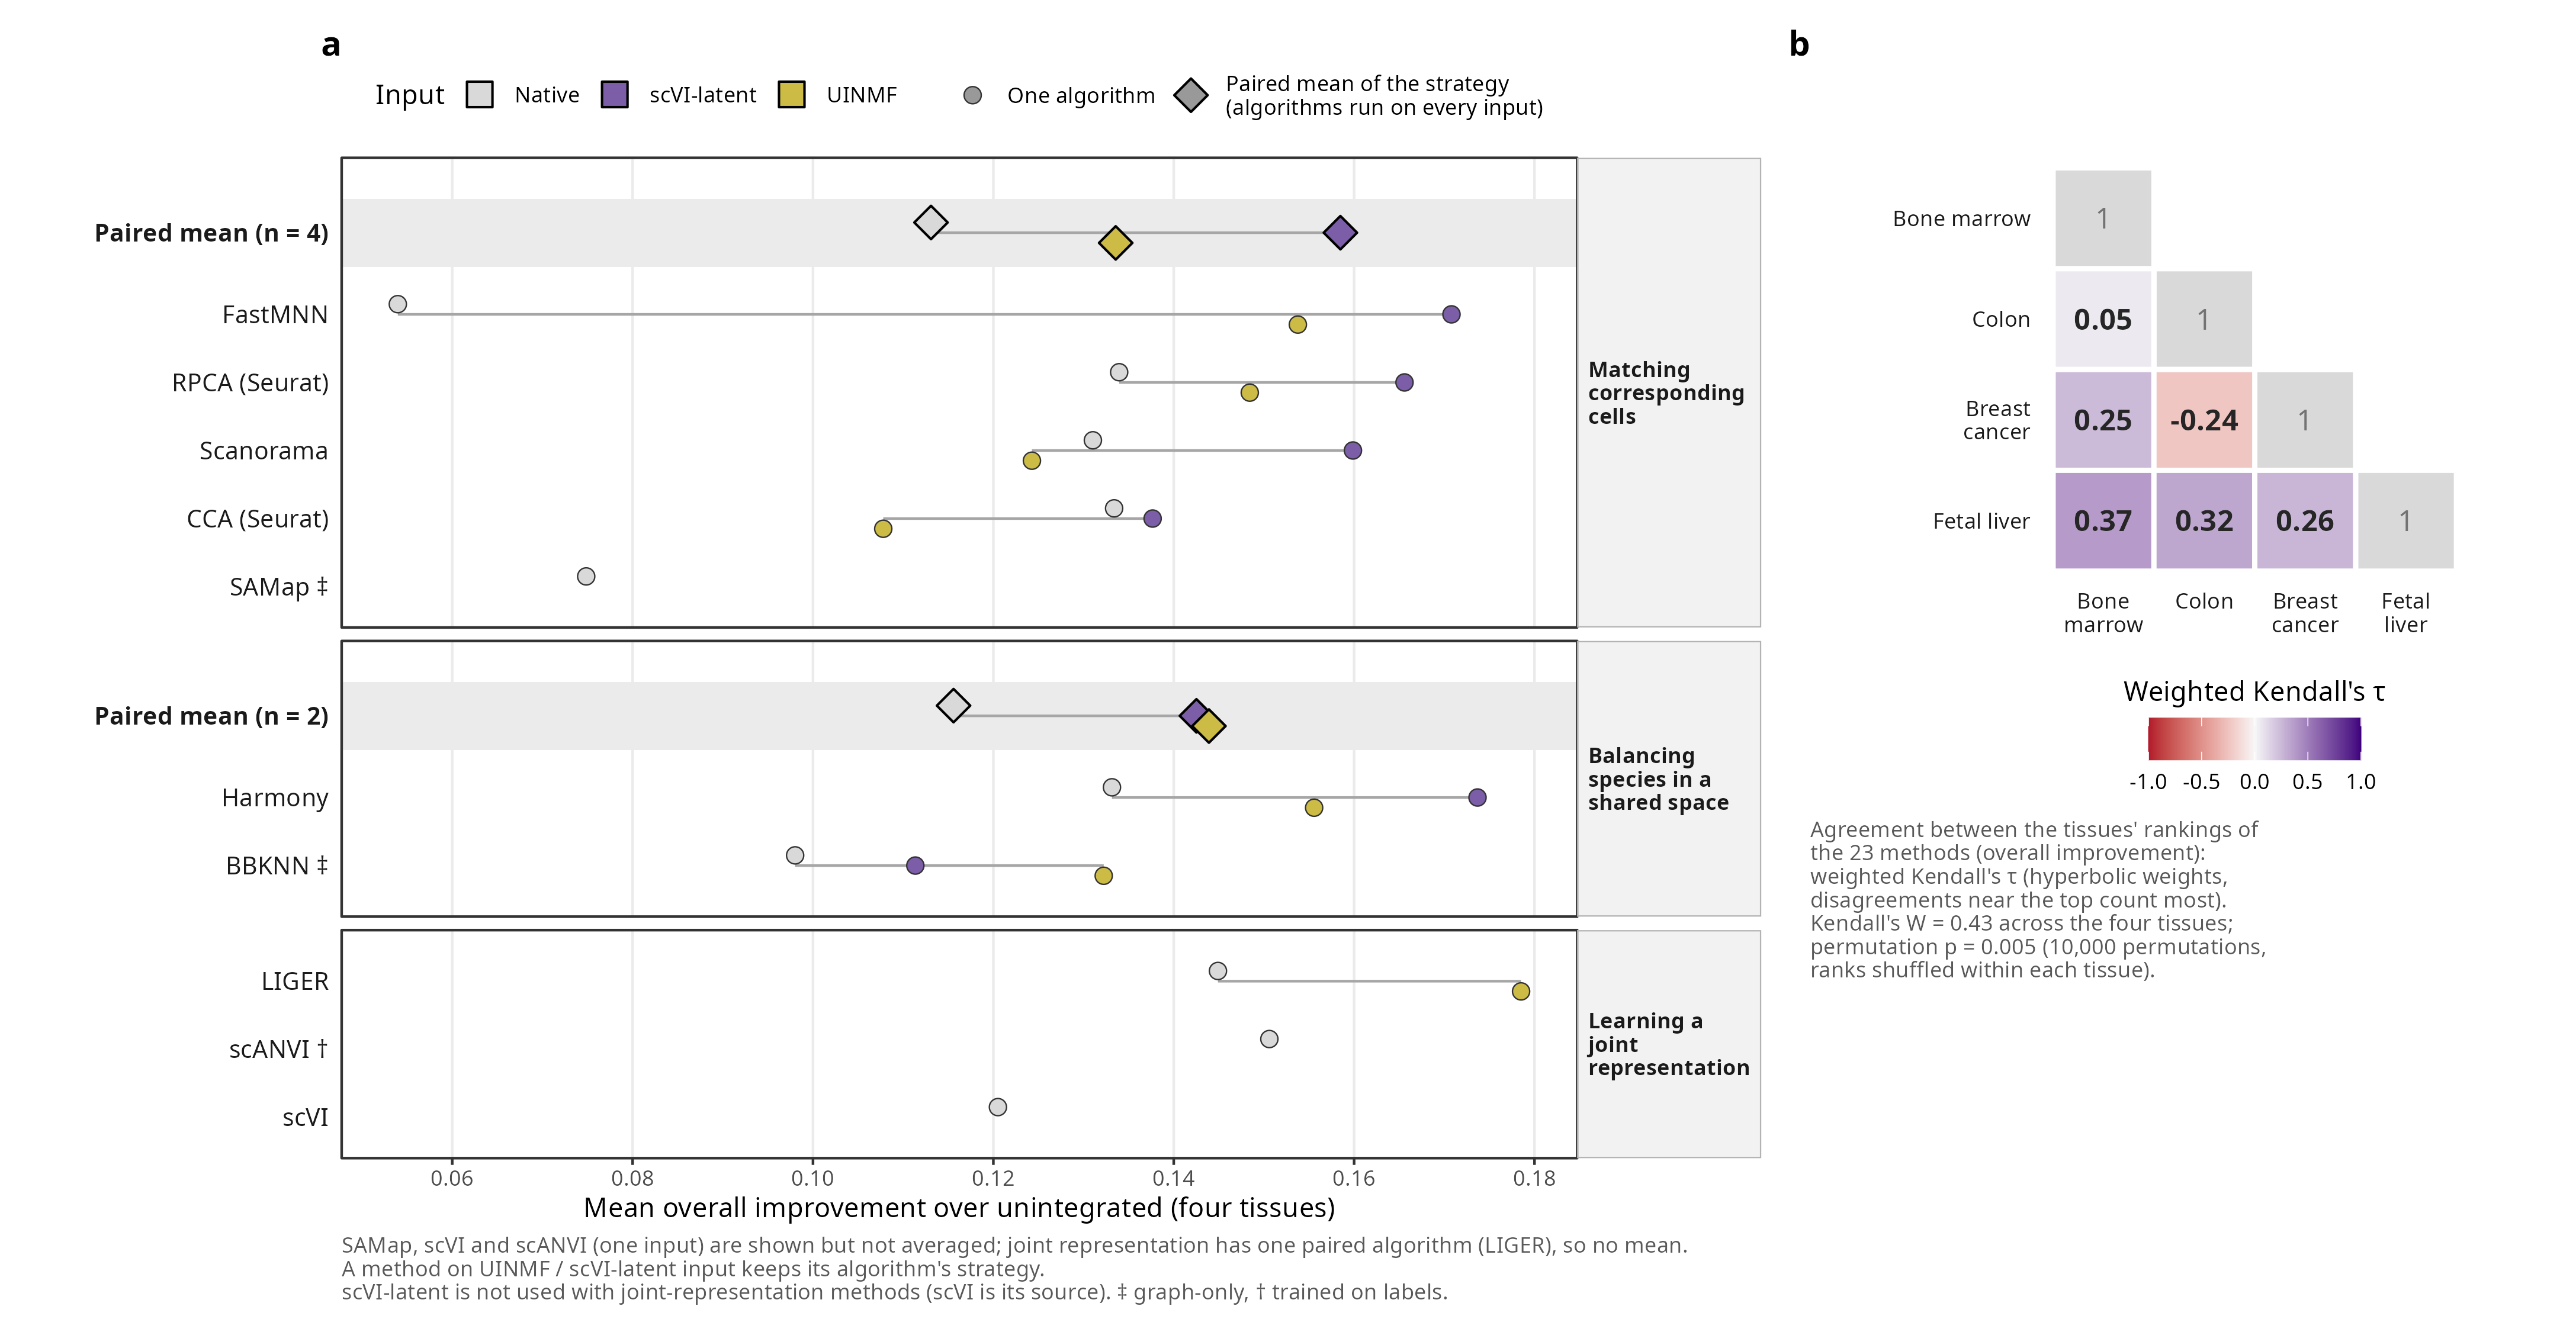 a
Input
Native
scVI-latent
UINMF
One algorithm
Paired mean of the strategy
(algorithms run on every input)
Paired mean (n = 4)
FastMNN
RPCA (Seurat)
Scanorama
CCA (Seurat)
SAMap ‡
Matching
corresponding
cells
Paired mean (n = 2)
Harmony
BBKNN ‡
Balancing
species in a
shared space
LIGER
scANVI †
scVI
Learning a
joint
representation
0.06 0.08 0.10 0.12 0.14 0.16 0.18
Mean overall improvement over unintegrated (four tissues)
SAMap, scVI and scANVI (one input) are shown but not averaged; joint representation has one paired algorithm (LIGER), so no mean.
A method on UINMF / scVI-latent input keeps its algorithm's strategy.
scVI-latent is not used with joint-representation methods (scVI is its source). ‡ graph-only, † trained on labels.
b
Bone marrow 1
Colon 0.05 1
Breast
cancer
0.25 -0.24 1
Fetal liver 0.37 0.32 0.26 1
Bone
marrow
Colon
Breast
cancer
Fetal
liver
Weighted Kendall's τ
-1.0 -0.5 0.0 0.5 1.0
Agreement between the tissues' rankings of
the 23 methods (overall improvement):
weighted Kendall's τ (hyperbolic weights,
disagreements near the top count most).
Kendall's W = 0.43 across the four tissues;
permutation p = 0.005 (10,000 permutations,
ranks shuffled within each tissue).